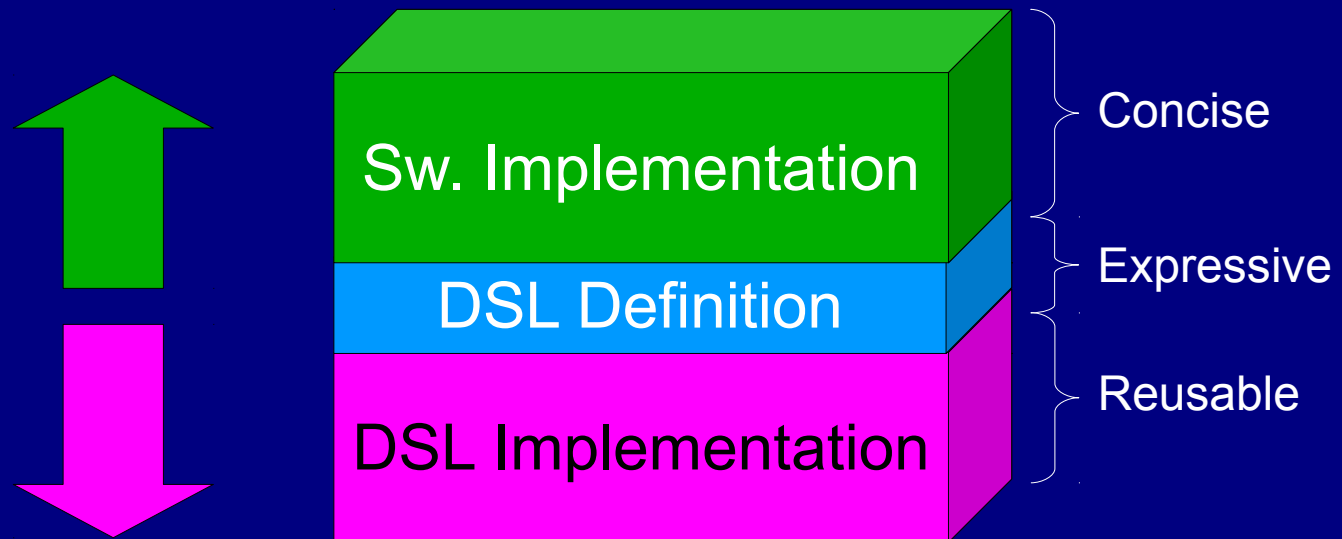 Sw. Implementation
DSL Definition
DSL Implementation
Concise
Expressive
Reusable